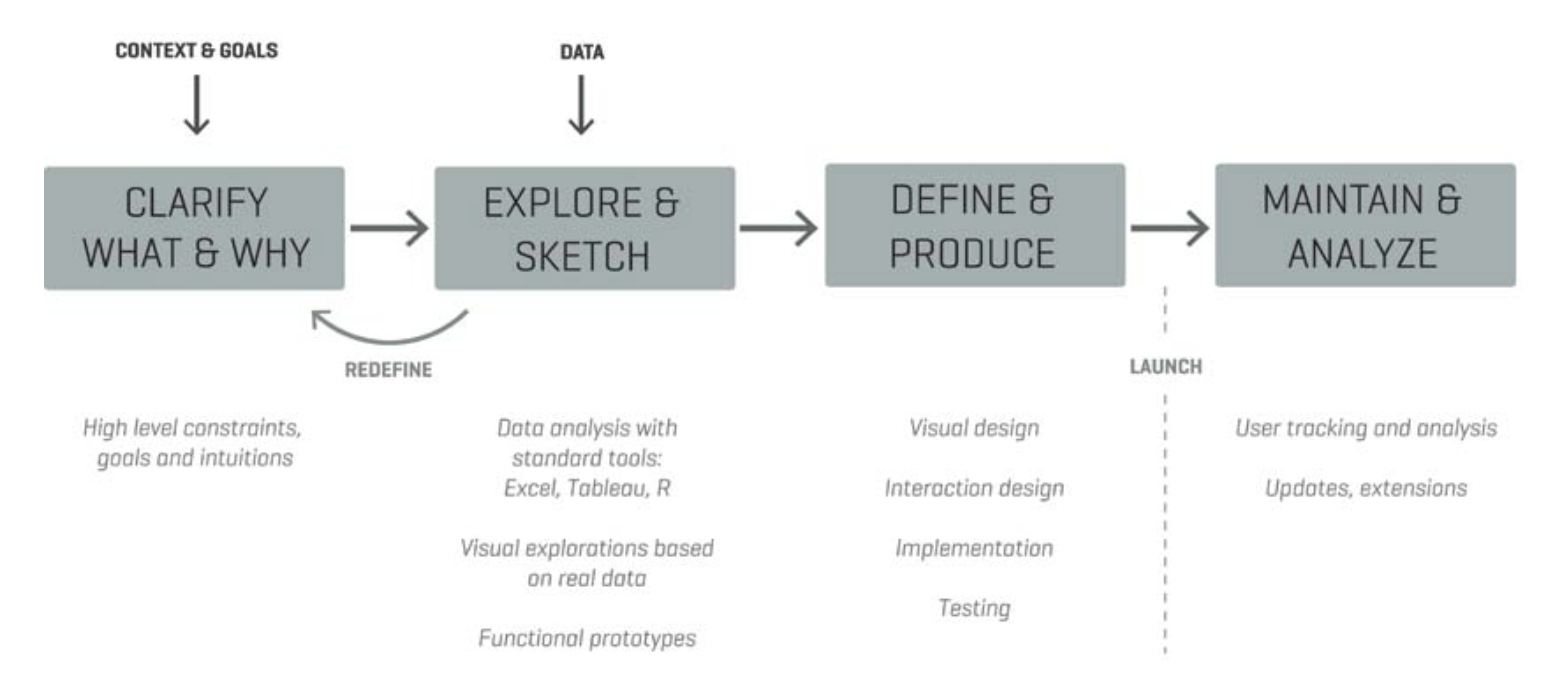 CONTEXT & GOALS
DATA
CLARIFY
WHAT & WHY
EXPLORE &
SKETCH
DEFINE &
PRODUCE
MAINTAIN &
ANALYZE
REDEFINE
LAUNCH
High level constraints,
goals and intuitions
Data analysis with
standard tools:
Excel, Tableau, R
Visual explorations based
on real data
Functional prototypes
Visual design
Interaction design
Implementation
Testing
User tracking and analysis
Updates, extensions